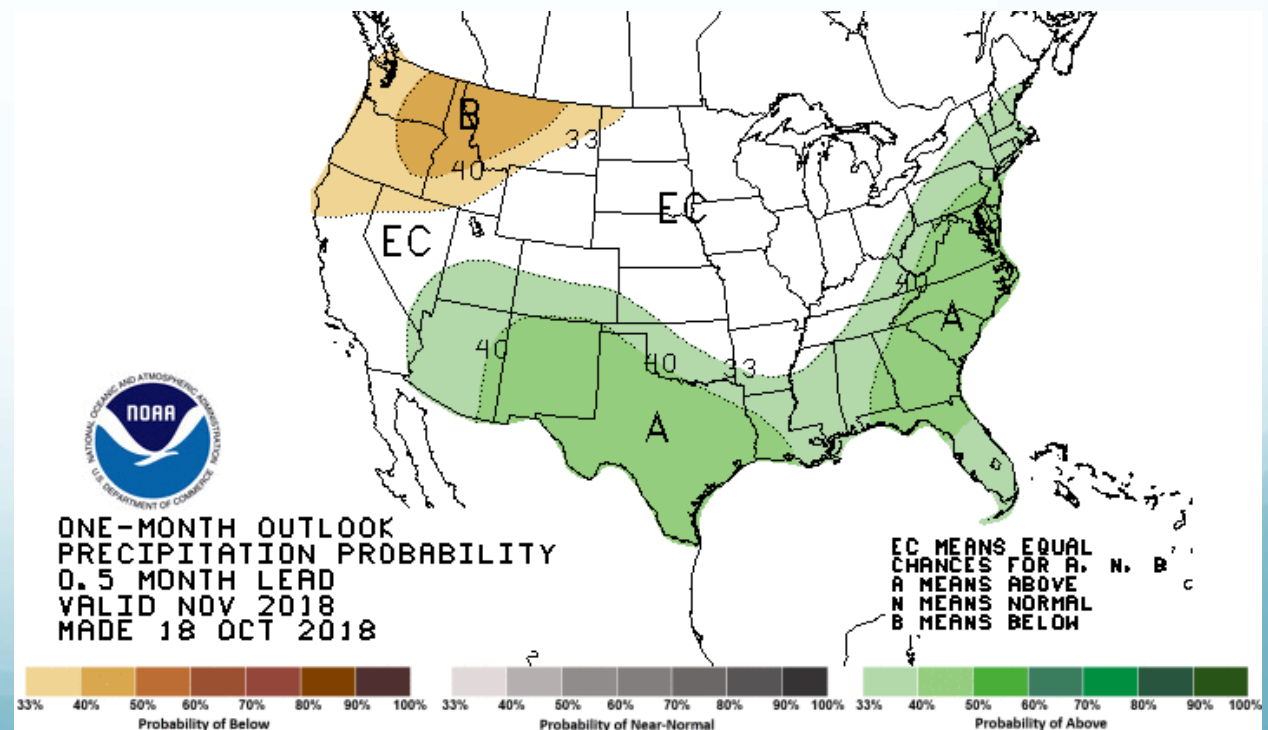 B
33
40
EC
EC
40
A
40
40
33
A
NOAA
NATIONAL OCEANIC AND ATMOSPHERIC ADMINISTRATION
U.S. DEPARTMENT OF COMMERCE
ONE-MONTH OUTLOOK
PRECIPITATION PROBABILITY
0.5 MONTH LEAD
VALID NOV 2018
MADE 18 OCT 2018
EC MEANS EQUAL
CHANCES FOR A, N, B
A MEANS ABOVE
N MEANS NORMAL
B MEANS BELOW
33% 40% 50% 60% 70% 80% 90% 100%
Probability of Below
33% 40% 50% 60% 70% 80% 90% 100%
Probability of Near-Normal
33% 40% 50% 60% 70% 80% 90% 100%
Probability of Above